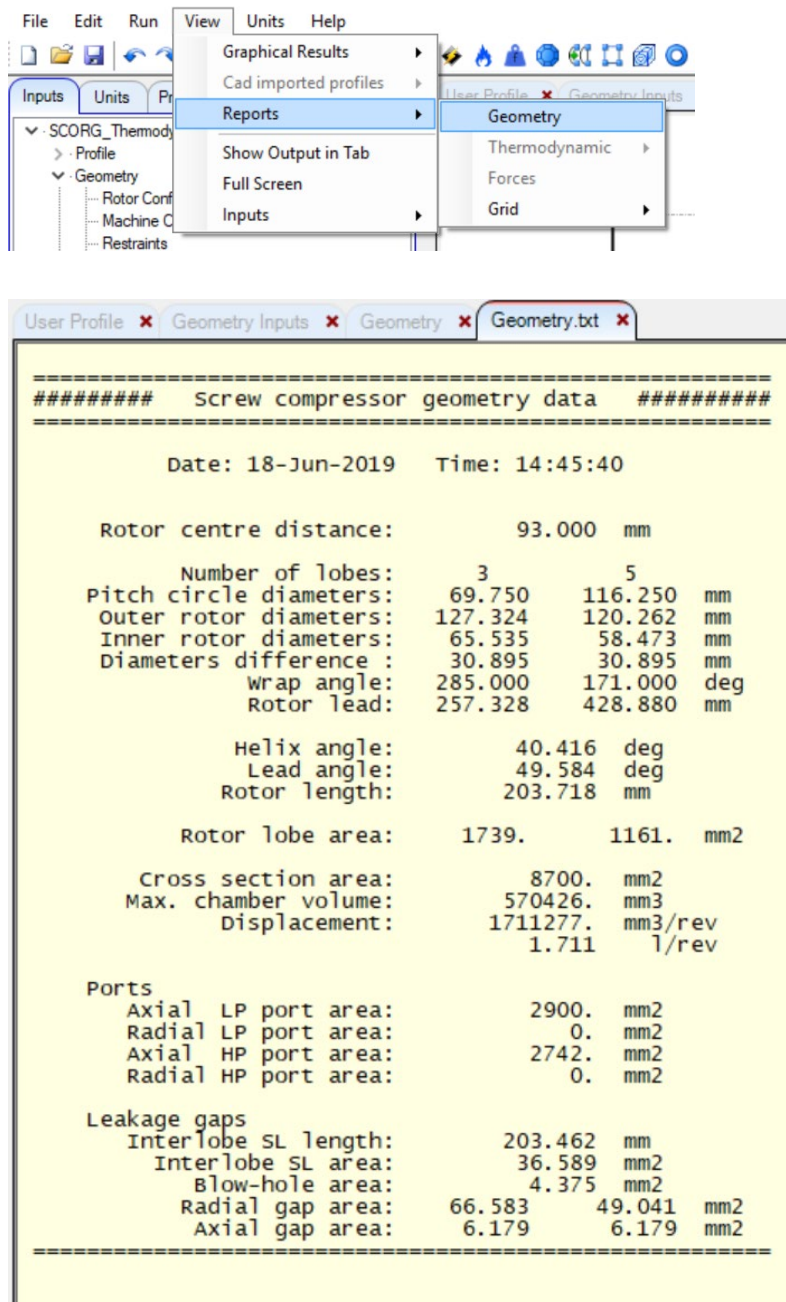 File Edit Run View Units Help
Graphical Results
Cad imported profiles
Reports
Show Output in Tab
Full Screen
Inputs
Geometry
Thermodynamic
Forces
Grid
Inputs Units Pr
User Profile Geometry Inputs
SCORG_Thermody
Profile
Geometry
Rotor Conf
Machine C
Restraints
User Profile Geometry Inputs Geometry Geometry.txt
=======================================================
######### Screw compressor geometry data ##########
=======================================================
Date: 18-Jun-2019 Time: 14:45:40
Rotor centre distance: 93.000 mm
Number of lobes: 3 5
Pitch circle diameters: 69.750 116.250 mm
Outer rotor diameters: 127.324 120.262 mm
Inner rotor diameters: 65.535 58.473 mm
Diameters difference : 30.895 30.895 mm
Wrap angle: 285.000 171.000 deg
Rotor lead: 257.328 428.880 mm
Helix angle: 40.416 deg
Lead angle: 49.584 deg
Rotor length: 203.718 mm
Rotor lobe area: 1739. 1161. mm2
Cross section area: 8700. mm2
Max. chamber volume: 570426. mm3
Displacement: 1711277. mm3/rev
1.711 l/rev
Ports
Axial LP port area: 2900. mm2
Radial LP port area: 0. mm2
Axial HP port area: 2742. mm2
Radial HP port area: 0. mm2
Leakage gaps
Interlobe SL length: 203.462 mm
Interlobe SL area: 36.589 mm2
Blow-hole area: 4.375 mm2
Radial gap area: 66.583 49.041 mm2
Axial gap area: 6.179 6.179 mm2
=======================================================